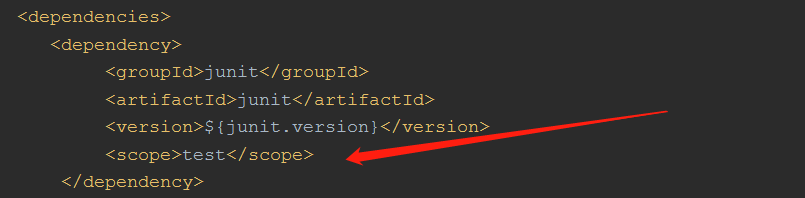 <dependencies>
<dependency>
<groupId>junit</groupId>
<artifactId>junit</artifactId>
<version>${junit.version}</version>
<scope>test</scope>
</dependency>